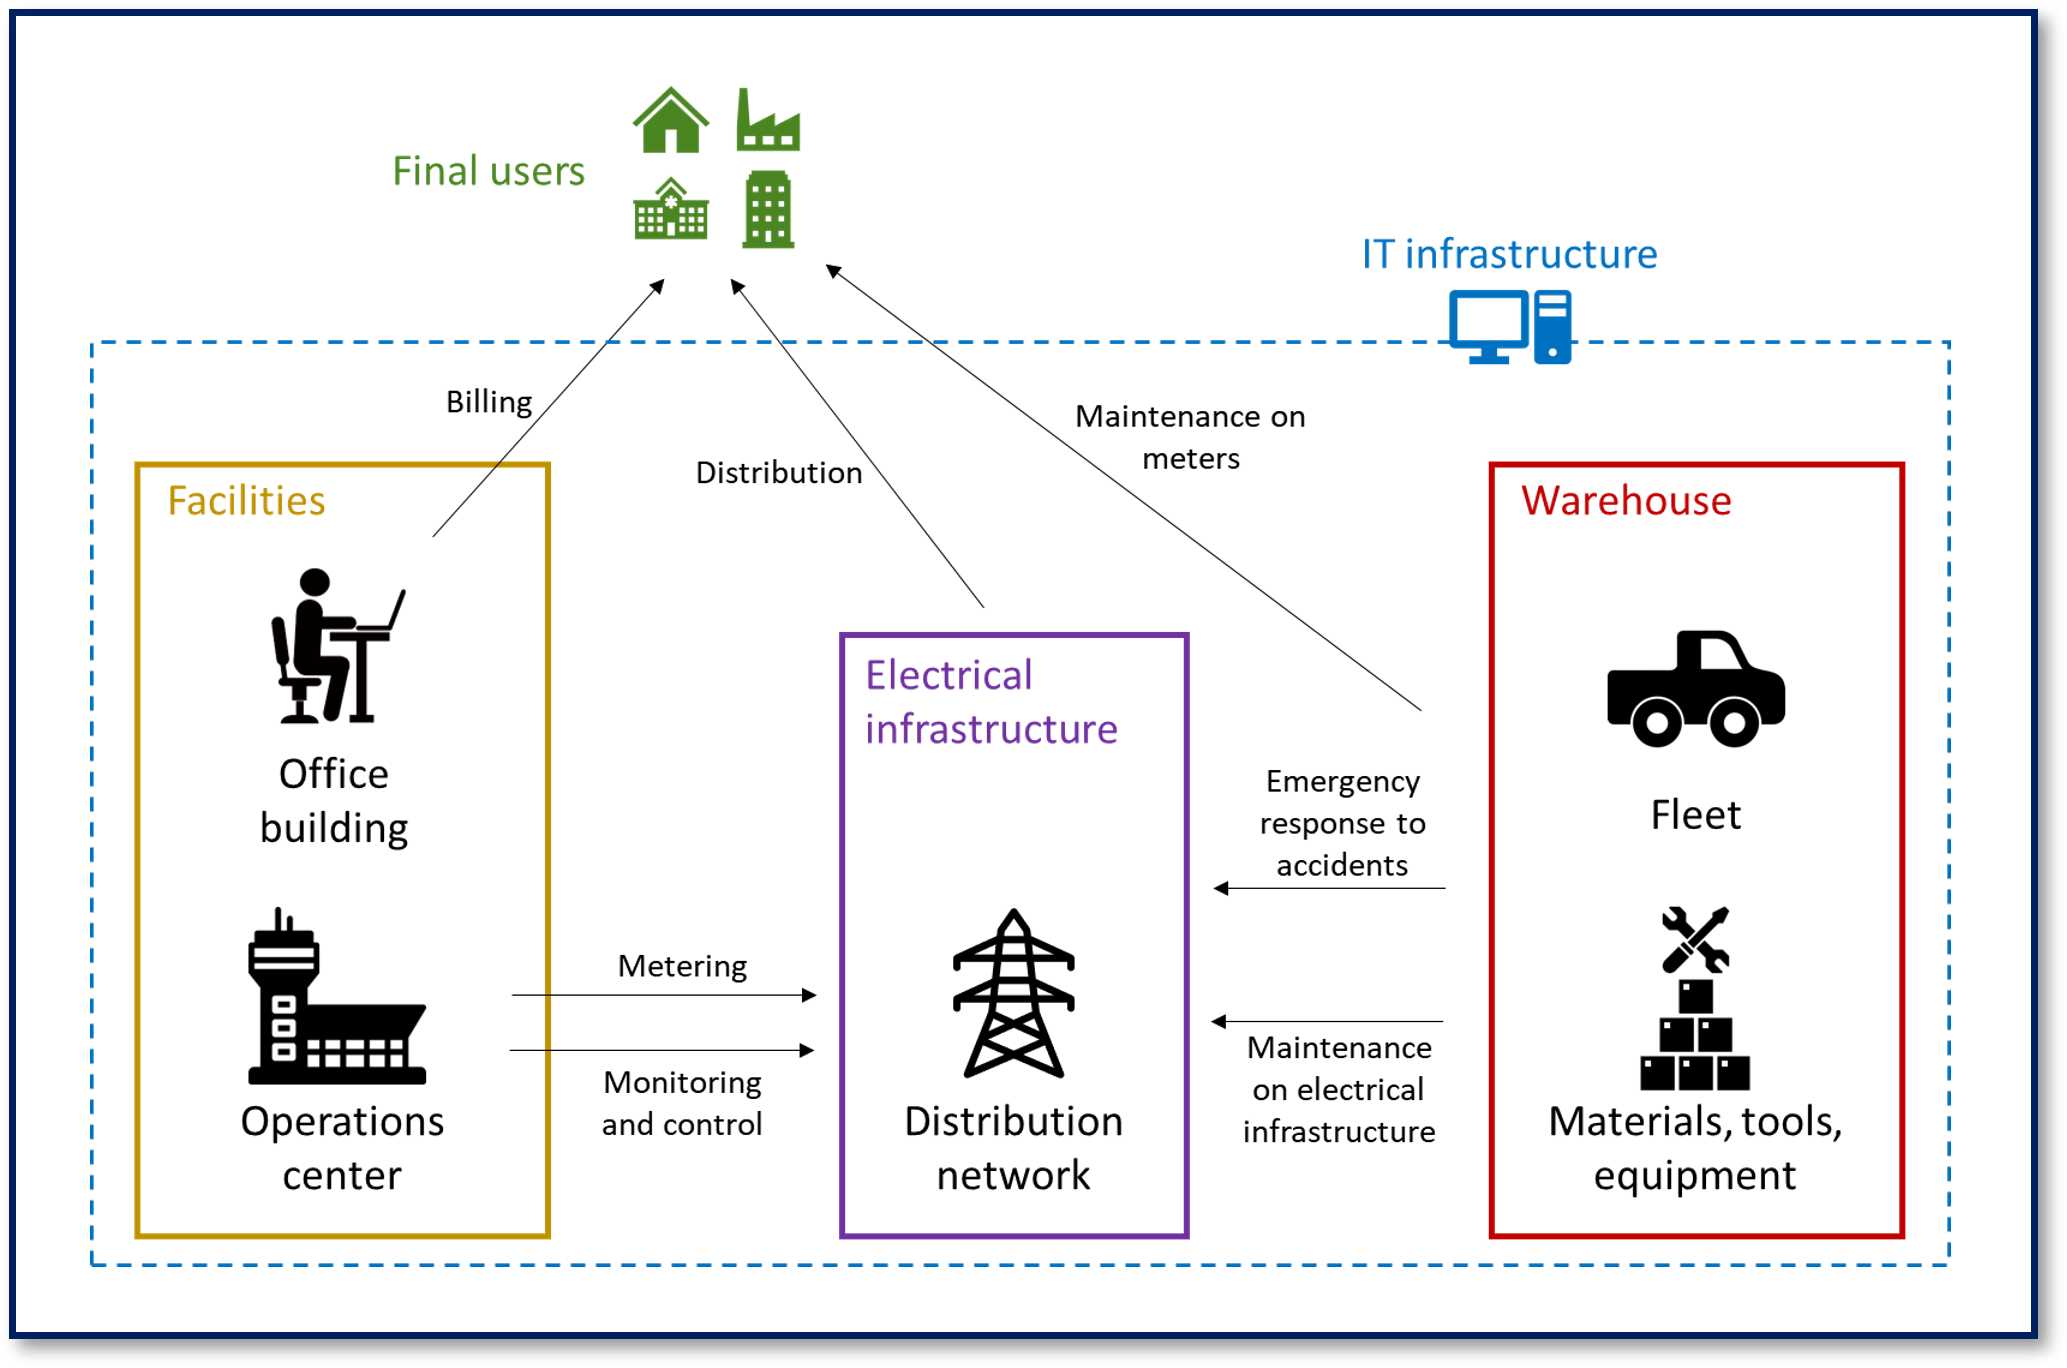 Final users
IT infrastructure
Billing
Distribution
Maintenance on
meters
Facilities
Office
building
Operations
center
Metering
Monitoring
and control
Electrical
infrastructure
Distribution
network
Emergency
response to
accidents
Maintenance
on electrical
infrastructure
Warehouse
Fleet
Materials, tools,
equipment